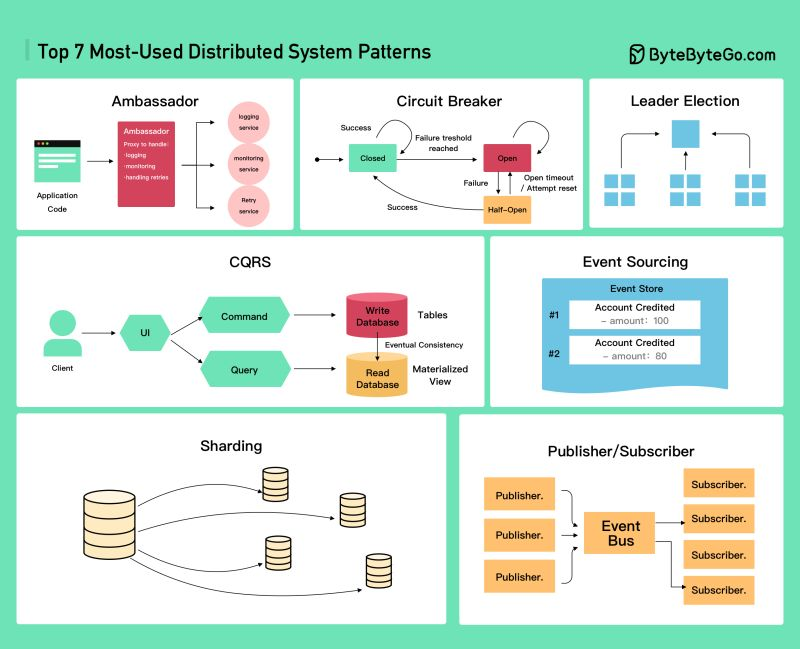 Top 7 Most-Used Distributed System Patterns
ByteByteGo.com
Ambassador
Application
Code
Ambassador
Proxy to handle:
·logging
·monitoring
·handling retries
logging
service
monitoring
service
Retry
service
Circuit Breaker
Success
Closed
Failure treshold
reached
Open
Failure
Open timeout
/ Attempt reset
Success
Half-Open
Leader Election
CQRS
Client
UI
Command
Query
Write
Database
Tables
Eventual Consistency
Read
Database
Materialized
View
Event Sourcing
Event Store
#1
Account Credited
- amount: 100
#2
Account Credited
- amount: 80
Sharding
Publisher/Subscriber
Publisher.
Publisher.
Publisher.
Event
Bus
Subscriber.
Subscriber.
Subscriber.
Subscriber.